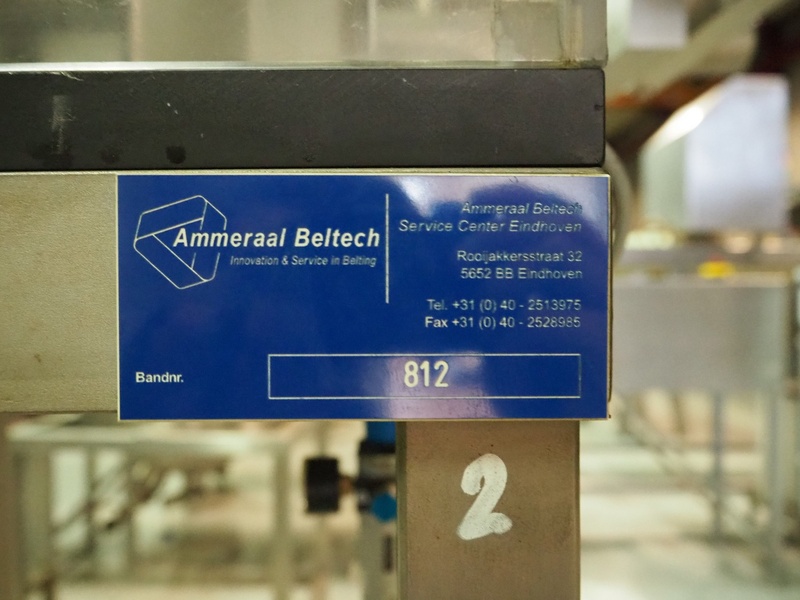 Ammeraal Beltech
Innovation & Service in Belting
Ammeraal Beltech
Service Center Eindhoven
Rooijakkersstraat 32
5652 BB Eindhoven
Tel. +31 (0) 40 - 2513975
Fax +31 (0) 40 - 2528985
Bandnr.
812
2